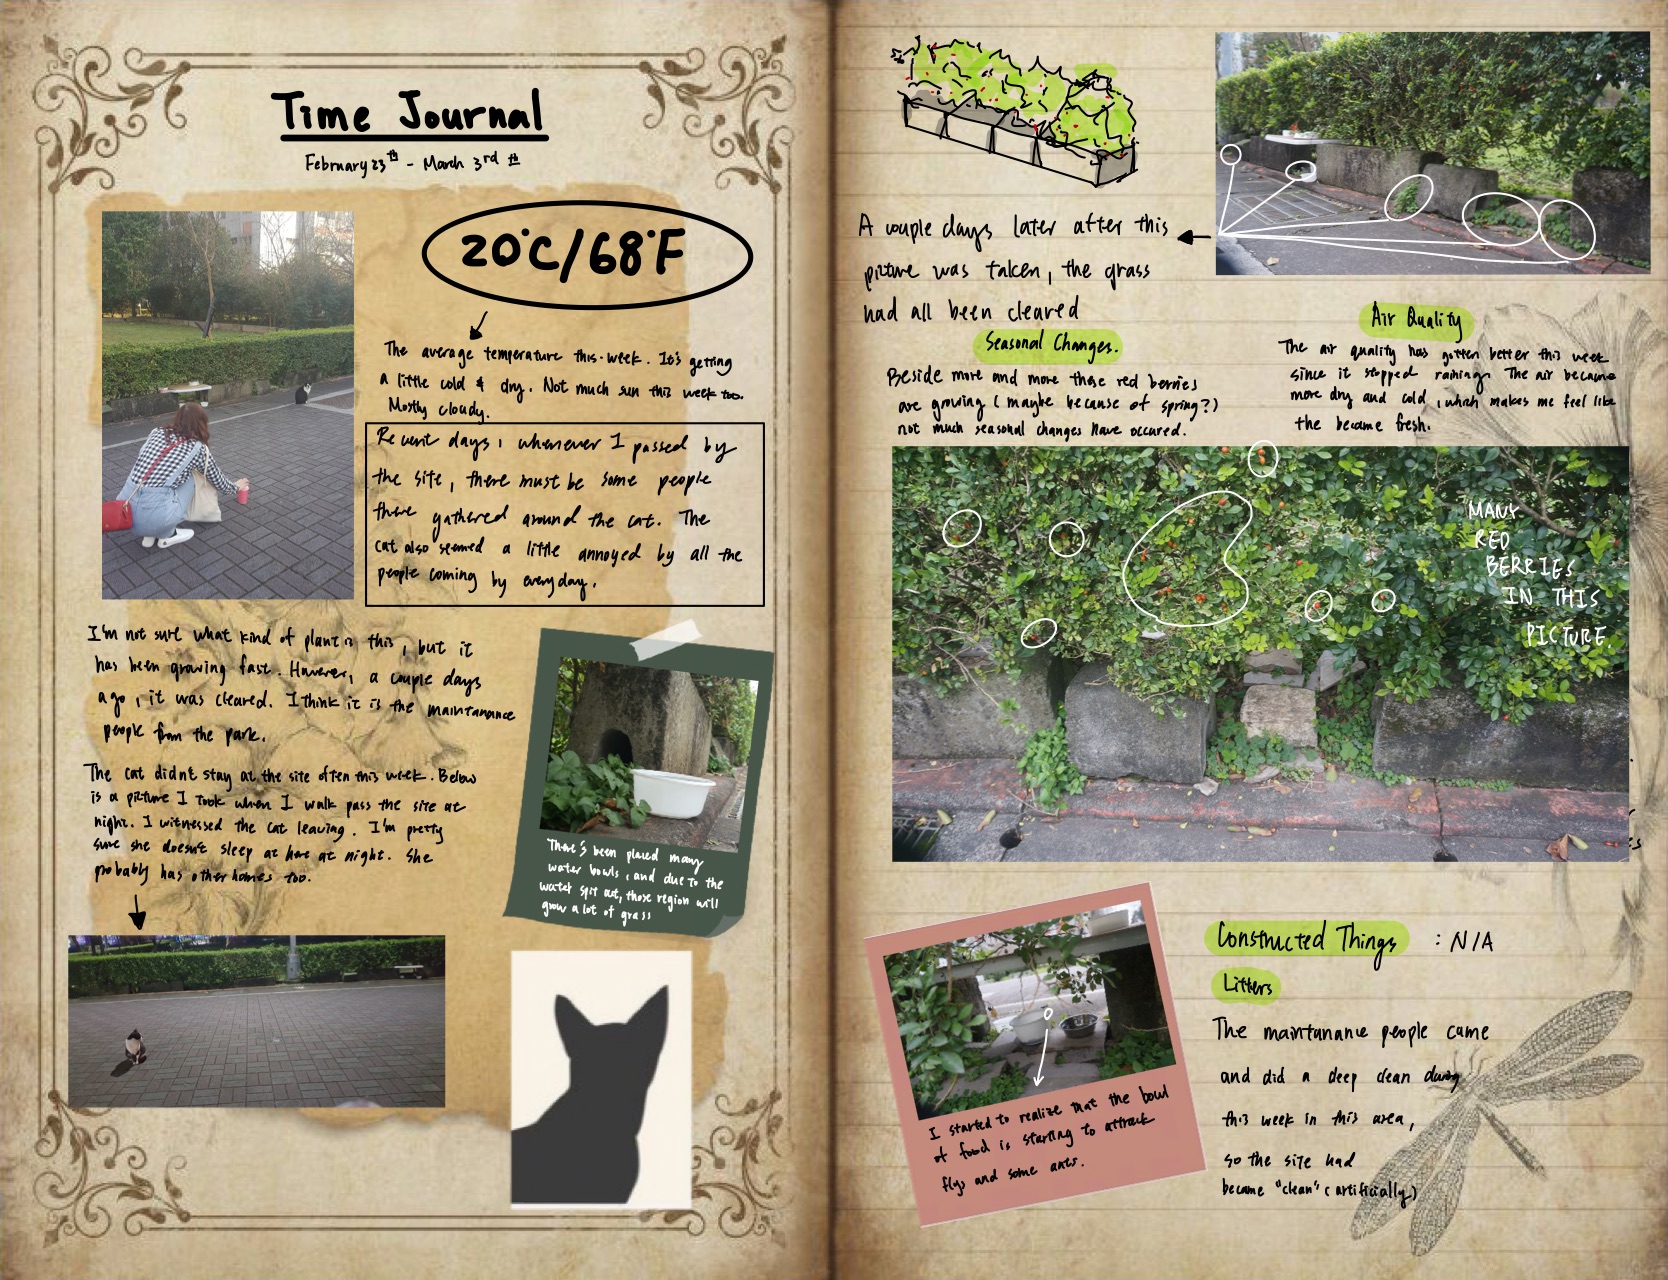 Time Journal
February 23th - March 3rd th
20°C/68°F
The average temperature this week. It's getting
a little cold & dry. Not much sun this week too.
Mostly cloudy.
Recent days, whenever I passed by
the site, there must be some people
there gathered around the cat. The
cat also seemed a little annoyed by all the
people coming by everyday.
I'm not sure what kind of plant is this, but it
has been growing fast. However, a couple days
ago, it was cleared. I think it is the maintanance
people from the park.
The cat didnt stay at the site often this week. Below
is a picture I took when I walk pass the site at
night. I witnessed the cat leaving. I'm pretty
sure she doesn't sleep at here at night. She
probably has other homes too.
There's been placed many
water bowls, and due to the
water spit out, those region will
grow a lot of grass
A couple days later after this
picture was taken, the grass
had all been cleared
Seasonal Changes.
Beside more and more these red berries
are growing (maybe because of spring?)
not much seasonal changes have occured.
Air Quality
The air quality has gotten better this week
since it stopped raining. The air became
more dry and cold, which makes me feel like
the became fresh.
MANY
RED
BERRIES
IN THIS
PICTURE.
I started to realize that the bowl
of food is starting to attrack
flys and some ants.
Constructed Things : N/A
Litters
The maintanance people came
and did a deep clean
this week in this area,
so the site had
became "clean" (artificially)